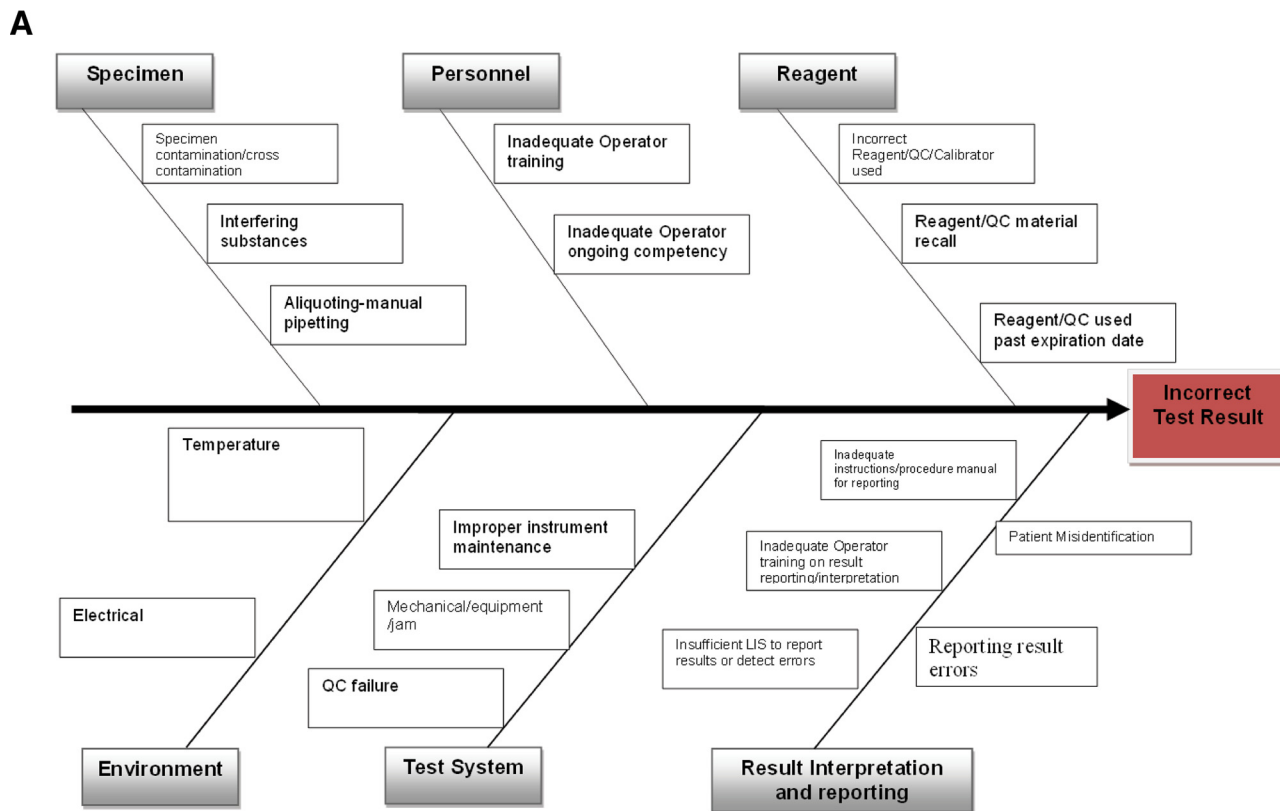 A
Specimen
Personnel
Reagent
Specimen
contamination/cross
contamination
Interfering
substances
Aliquoting-manual
pipetting
Inadequate Operator
training
Inadequate Operator
ongoing competency
Incorrect
Reagent/QC/Calibrator
used
Reagent/QC material
recall
Reagent/QC used
past expiration date
Incorrect
Test Result
Temperature
Electrical
Improper instrument
maintenance
Mechanical/equipment
/jam
QC failure
Inadequate
instructions/procedure manual
for reporting
Patient Misidentification
Inadequate Operator
training on result
reporting/interpretation
Insufficient LIS to report
results or detect errors
Reporting result
errors
Environment
Test System
Result Interpretation
and reporting